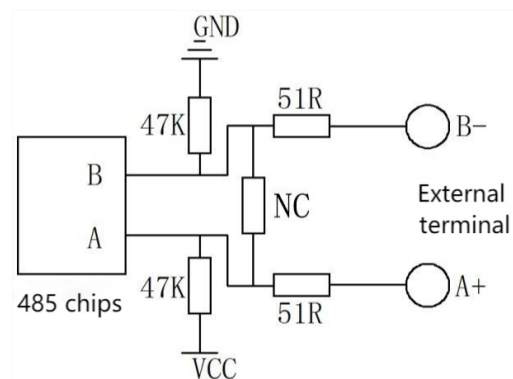 GND
51R
47K
B-
B
NC
External
terminal
A
A+
47K
51R
485 chips
VCC